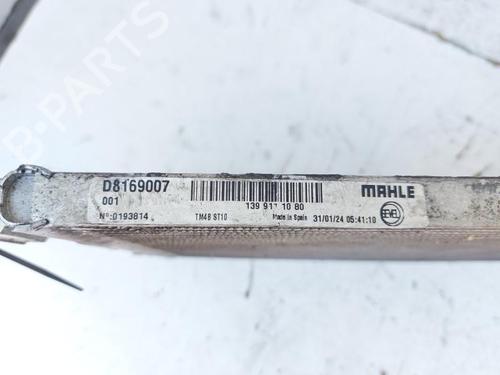 B-PARTS
D8169007
139 911 10 80
MAHLE
001
Nº:0193814
TM48 ST10
Made in Spain
31/01/24 05:41:10
SEVEL